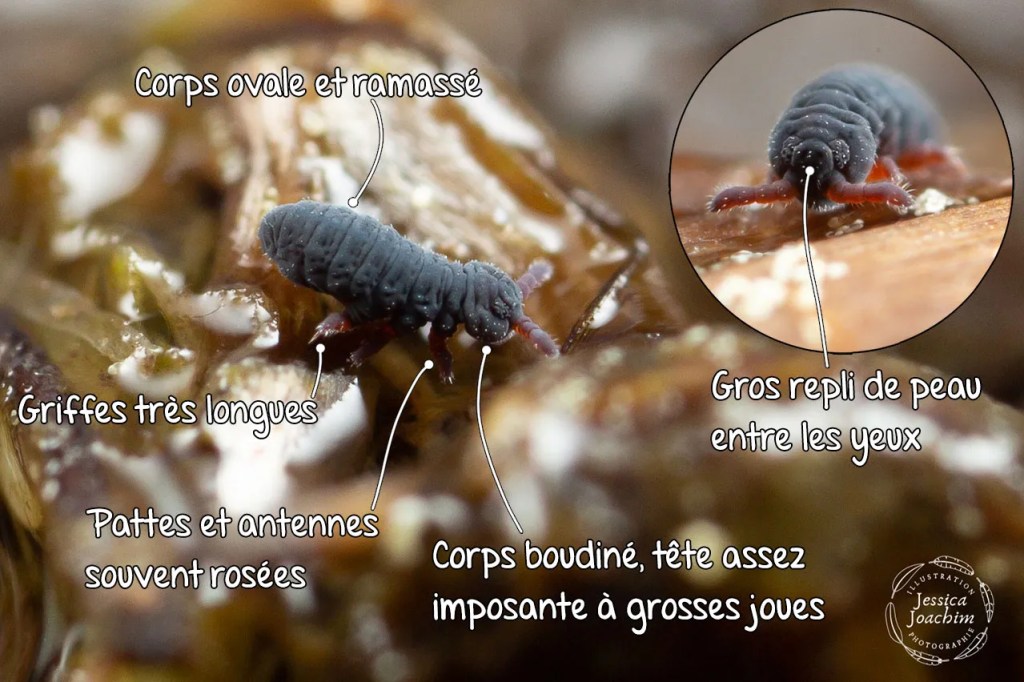 Corps ovale et ramassé
Griffes très longues
Pattes et antennes
souvent rosées
Corps boudiné, tête assez
imposante à grosses joues
Gros repli de peau
entre les yeux
ILLUSTRATION
Jessica
Joachim
PHOTOGRAPHIE